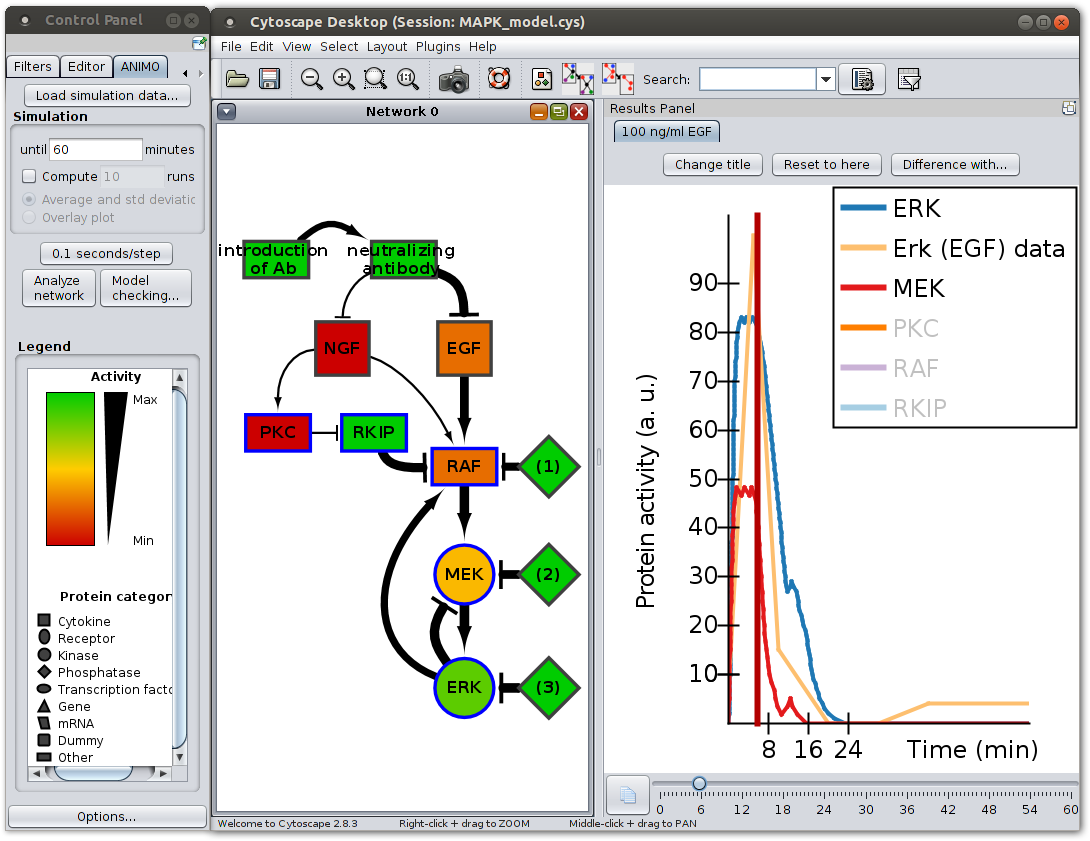 Control Panel
Filters
Editor
ANIMO
Load simulation data...
Simulation
until 60 minutes
Compute 10 runs
Average and std deviatic
Overlay plot
0.1 seconds/step
Analyze
network
Model
checking...
Legend
Activity
Max
Min
Protein categor
Cytokine
Receptor
Kinase
Phosphatase
Transcription factc
Gene
mRNA
Dummy
Other
Options...
Cytoscape Desktop (Session: MAPK_model.cys)
File Edit View Select Layout Plugins Help
Search:
Network 0
introduction
of Ab
neutralizing
antibody
NGF
EGF
PKC
RKIP
RAF
(1)
MEK
(2)
ERK
(3)
Results Panel
100 ng/ml EGF
Change title
Reset to here
Difference with...
ERK
Erk (EGF) data
MEK
PKC
RAF
RKIP
Protein activity (a. u.)
90
80
70
60
50
40
30
20
10
8 16 24 Time (min)
0 6 12 18 24 30 36 42 48 54 60
Welcome to Cytoscape 2.8.3
Right-click + drag to ZOOM
Middle-click + drag to PAN